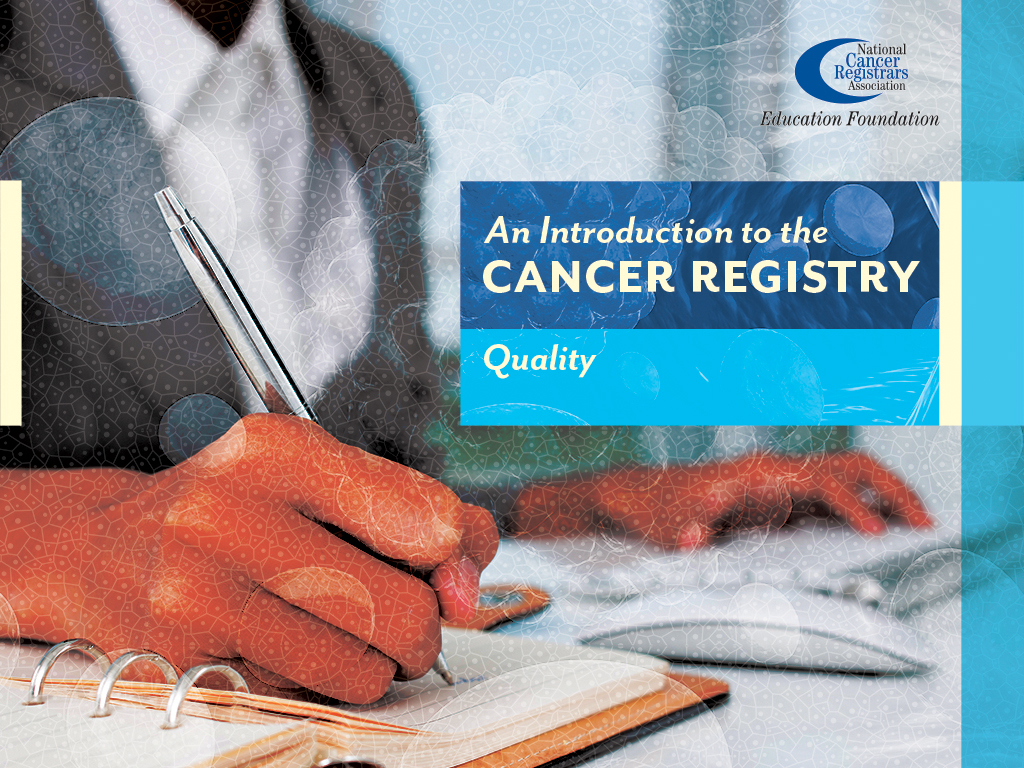 National
Cancer
Registrars
Association
Education Foundation
An Introduction to the
CANCER REGISTRY
Quality